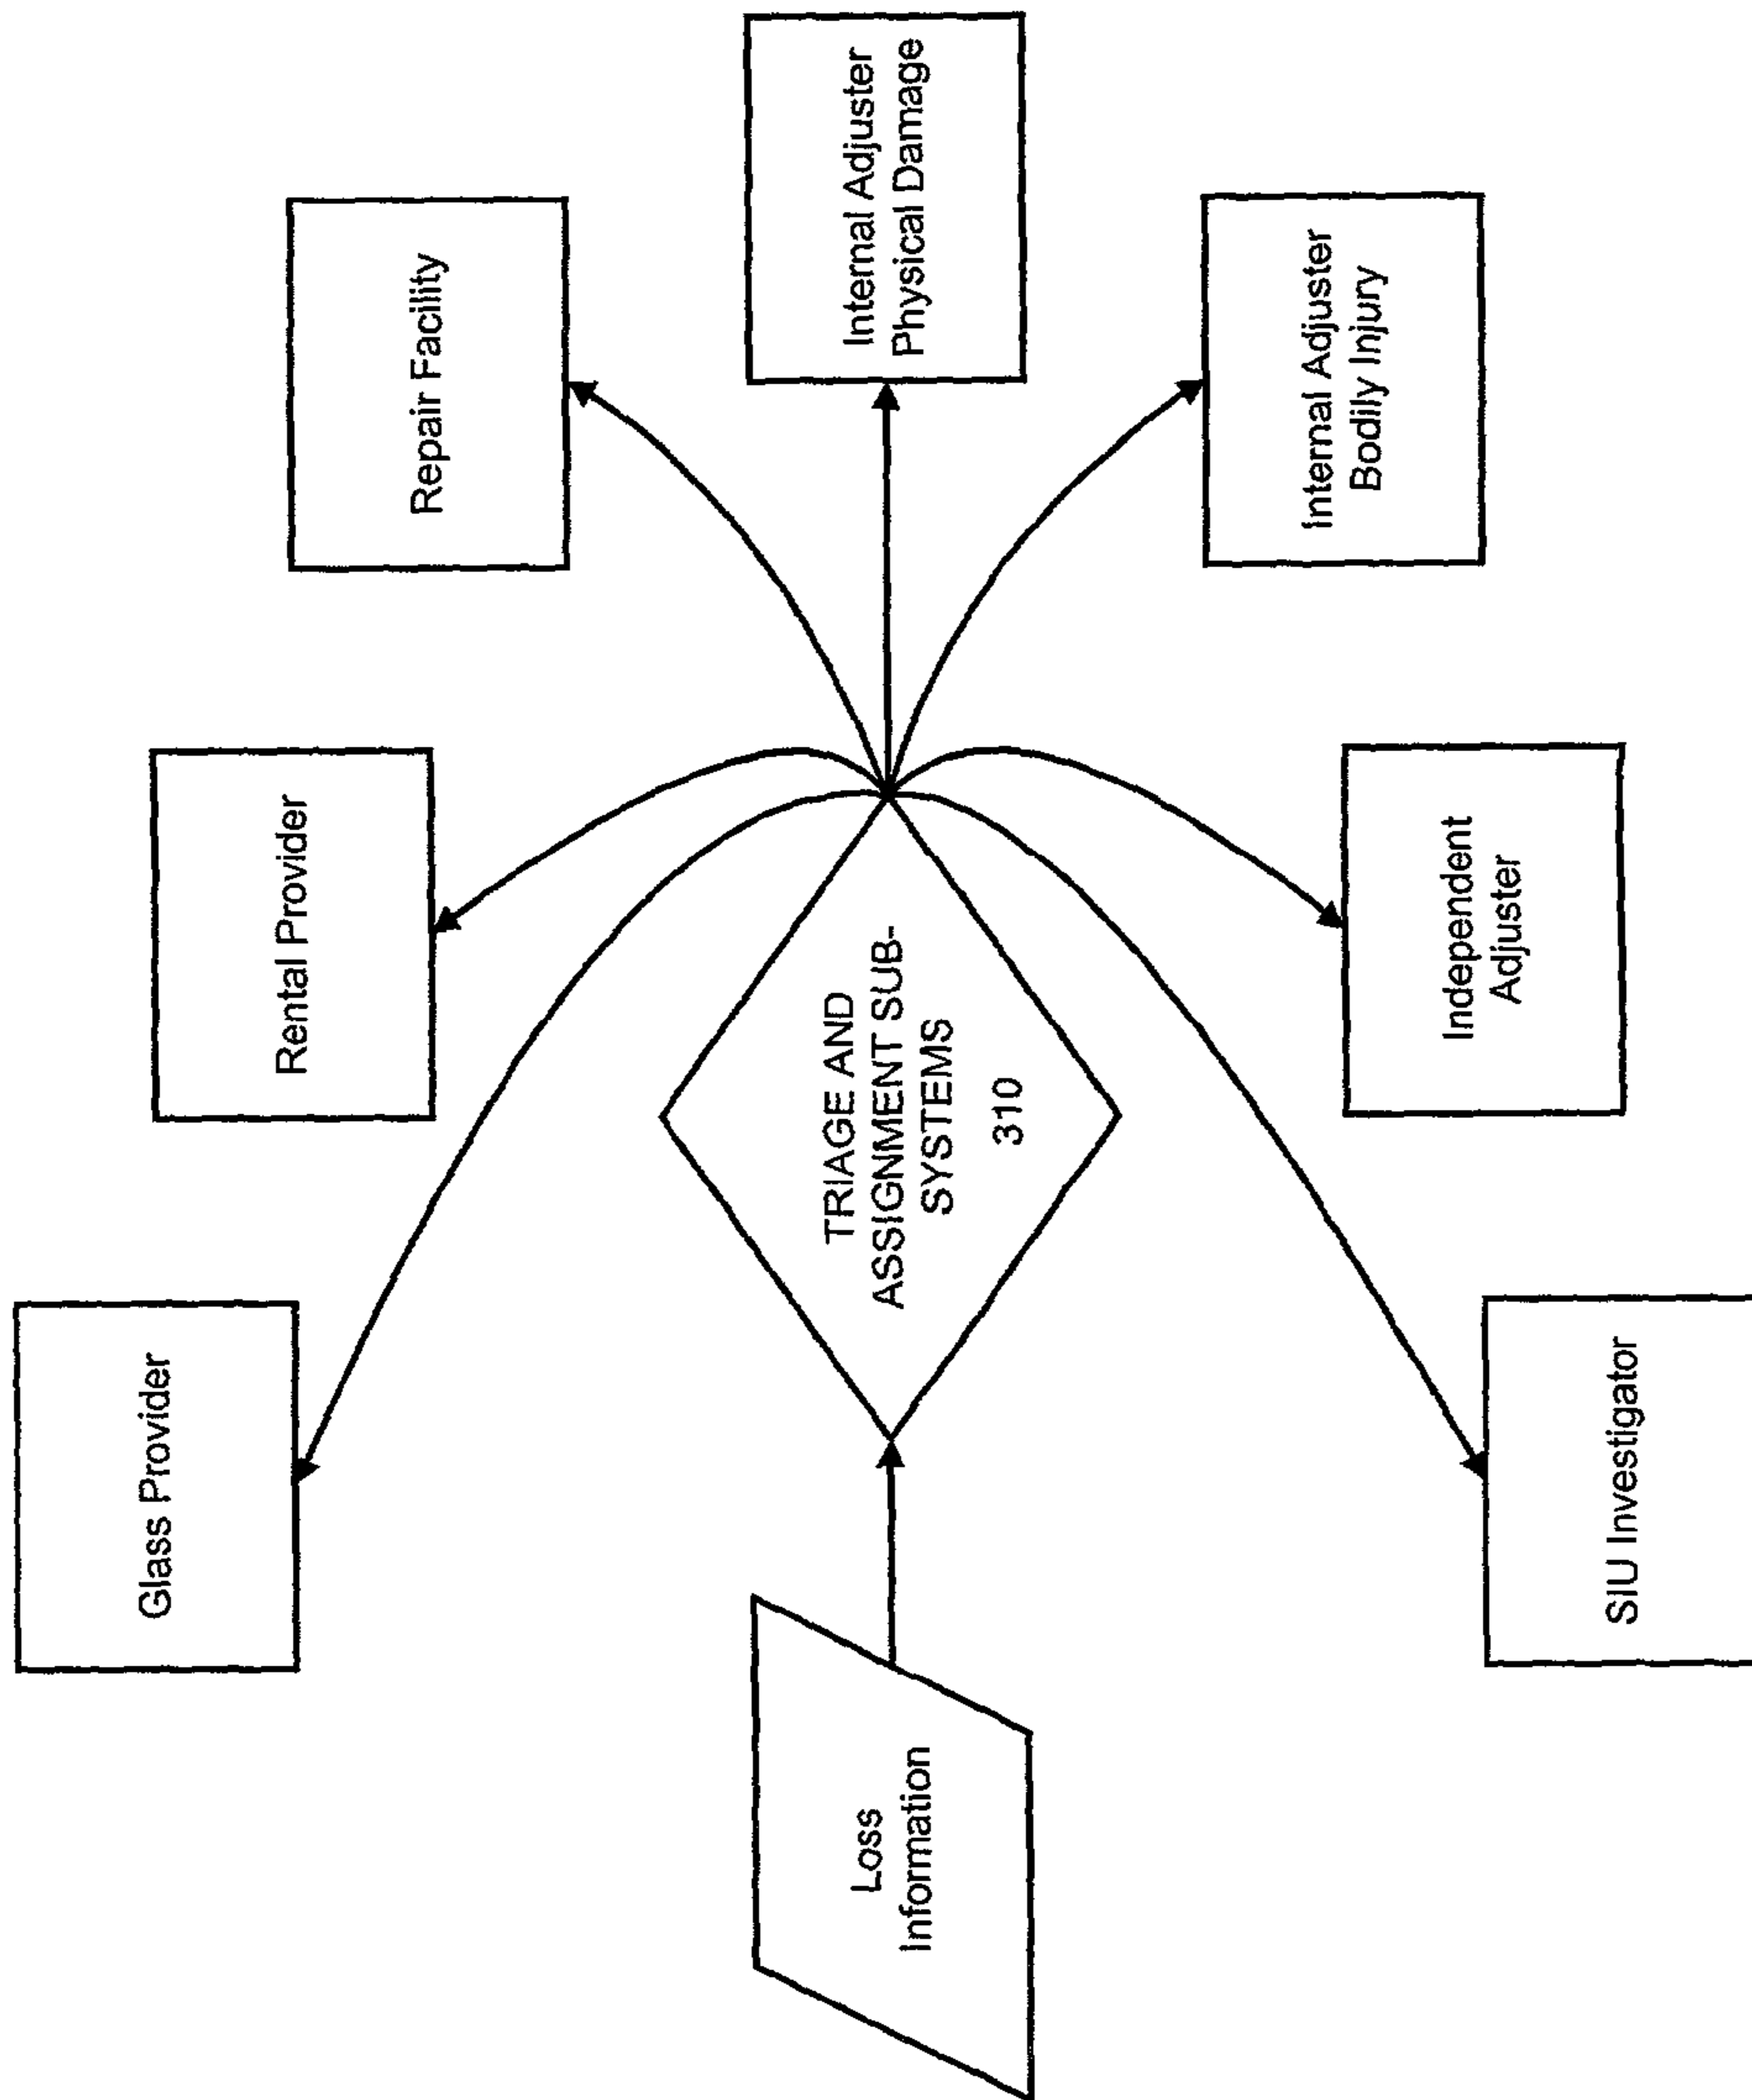 Glass Provider
Rental Provider
Repair Facility
Loss
Information
TRIAGE AND
ASSIGNMENT SUB-
SYSTEMS
310
Internal Adjuster
Physical Damage
SIU Investigator
Independent
Adjuster
Internal Adjuster
Bodily Injury